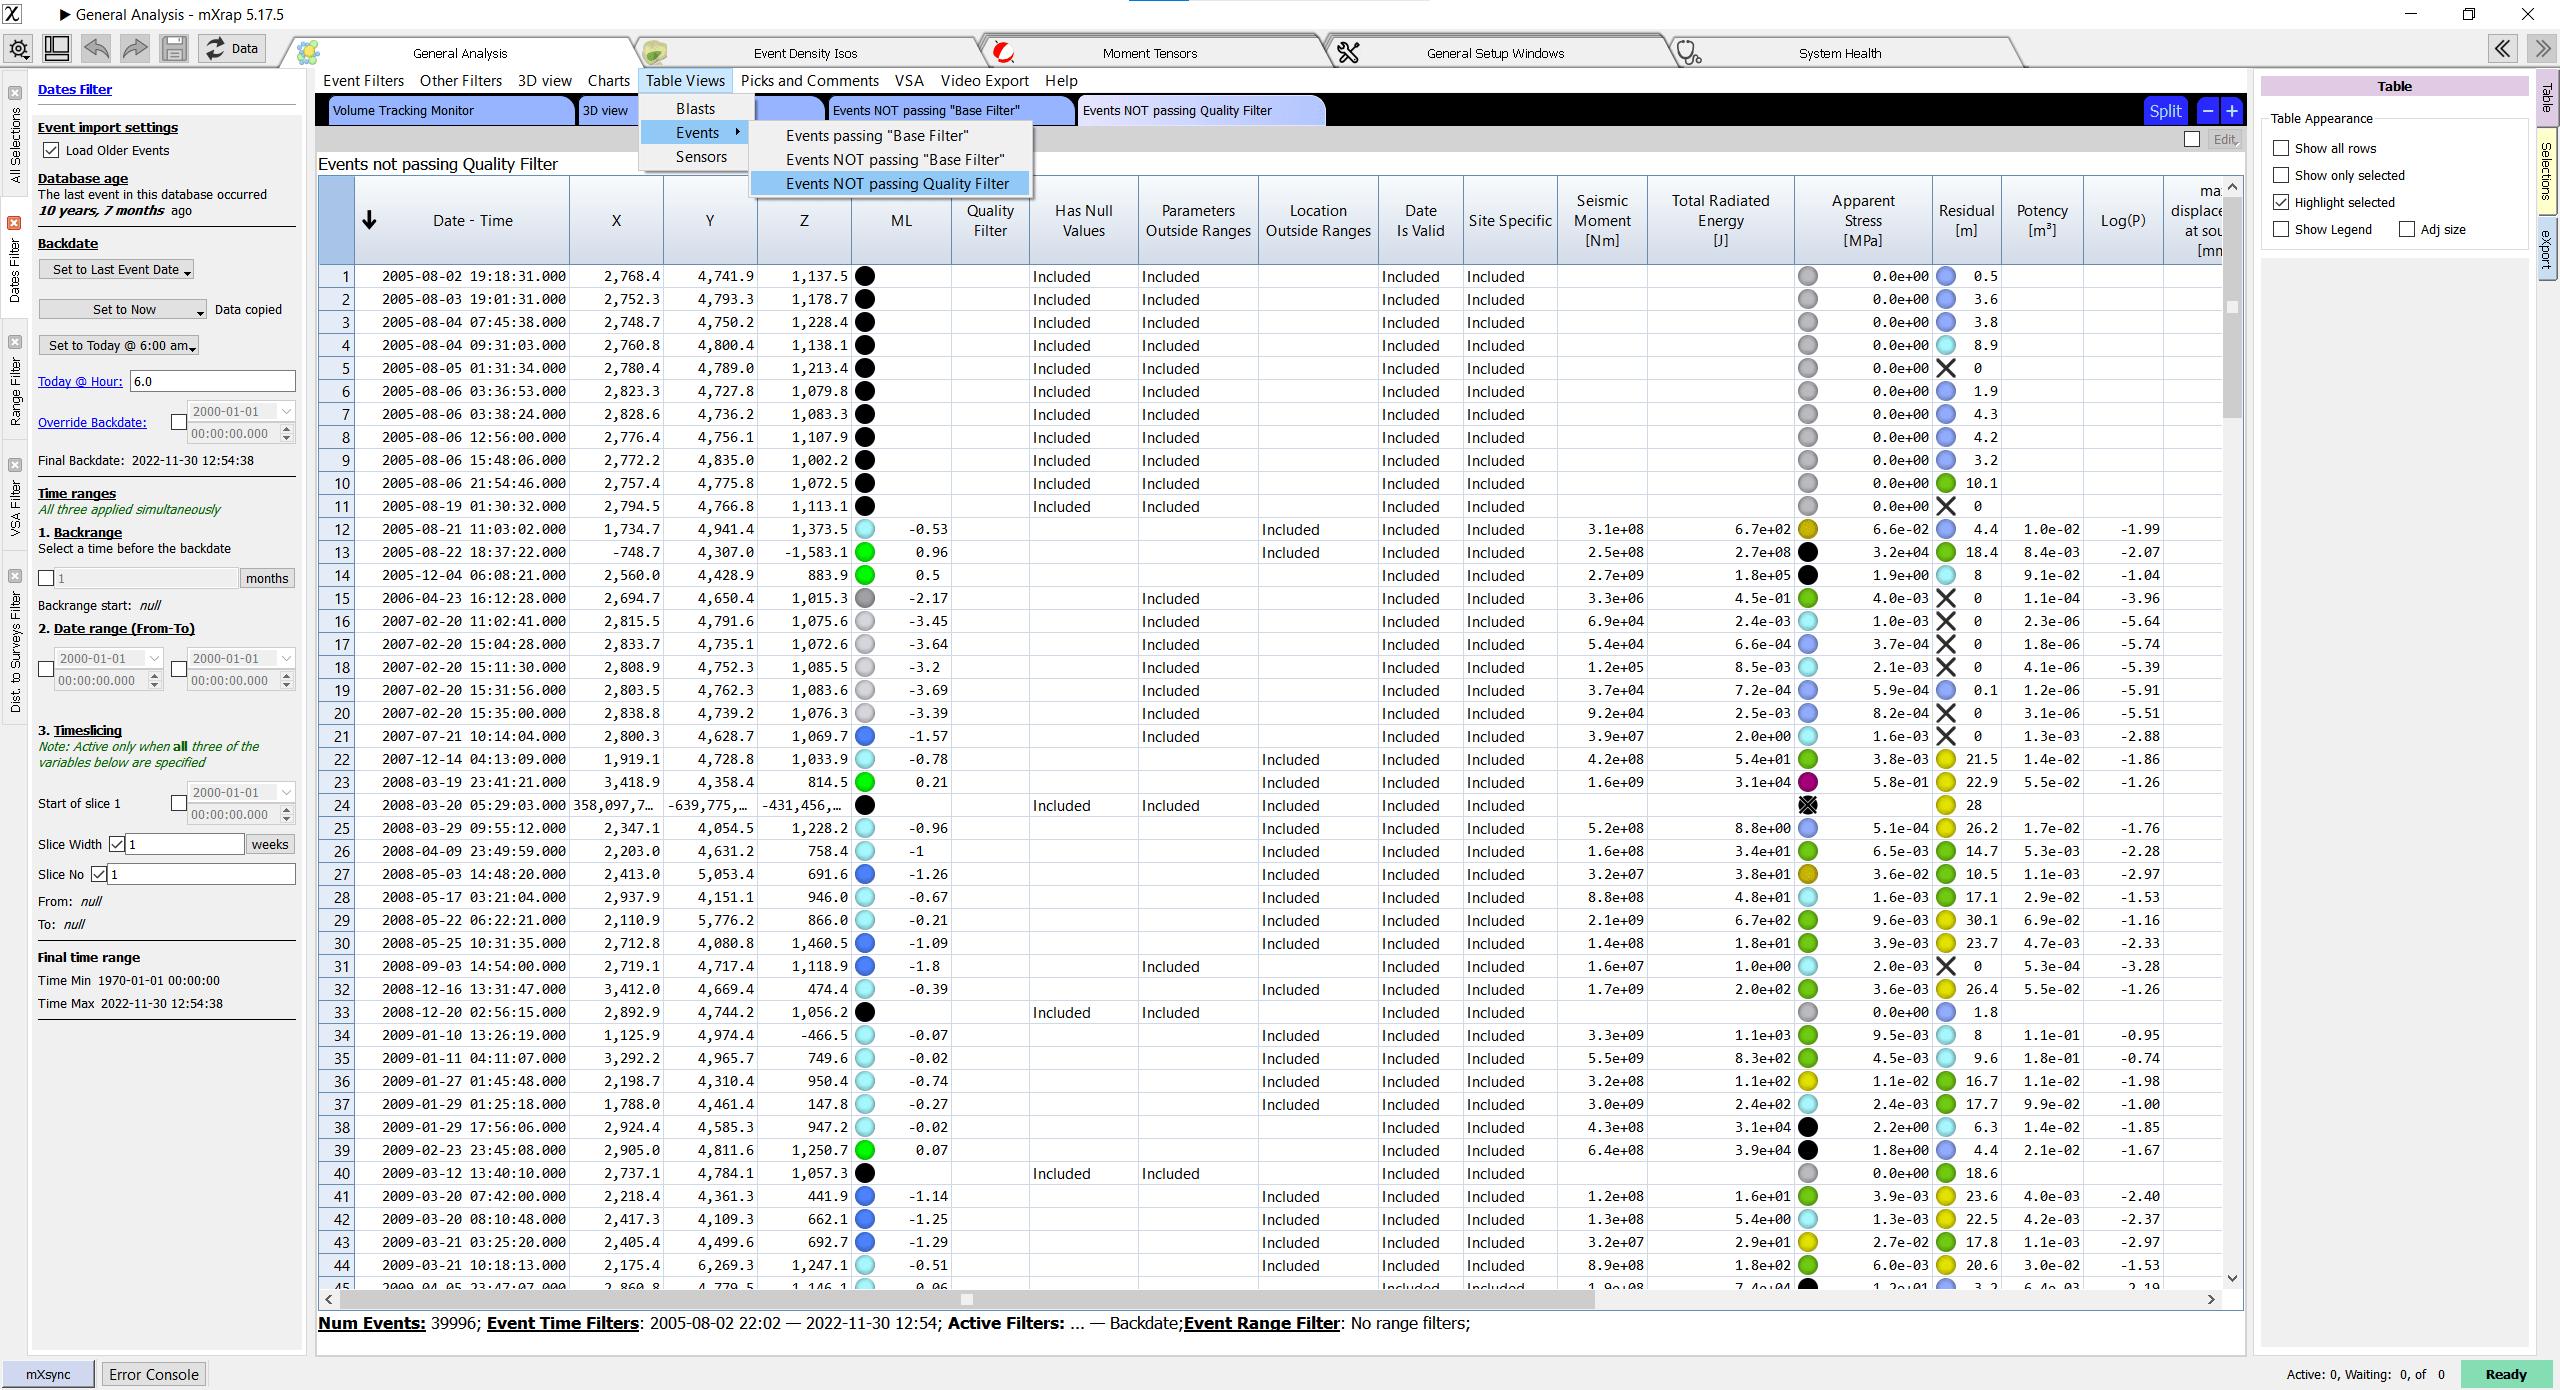 General Analysis - mXrap 5.17.5
Data
General Analysis
Event Density Isos
Moment Tensors
General Setup Windows
System Health
Event Filters Other Filters 3D view Charts Table Views Picks and Comments VSA Video Export Help
Blasts
Events
Sensors
Events passing "Base Filter"
Events NOT passing "Base Filter"
Events NOT passing Quality Filter
Volume Tracking Monitor
3D view
Events NOT passing "Base Filter"
Events NOT passing Quality Filter
Split
Edit
All Selections
Dates Filter
Range Filter
VSA Filter
Dist. to Surveys Filter
Dates Filter
Event import settings
Load Older Events
Database age
The last event in this database occurred
10 years, 7 months ago
Backdate
Set to Last Event Date
Set to Now Data copied
Set to Today @ 6:00 am
Today @ Hour: 6.0
Override Backdate: 2000-01-01
00:00:00.000
Final Backdate: 2022-11-30 12:54:38
Time ranges
All three applied simultaneously
1. Backrange
Select a time before the backdate
1 months
Backrange start: null
2. Date range (From-To)
2000-01-01 2000-01-01
00:00:00.000 00:00:00.000
3. Timeslicing
Note: Active only when all three of the
variables below are specified
Start of slice 1 2000-01-01
00:00:00.000
Slice Width 1 weeks
Slice No 1
From: null
To: null
Final time range
Time Min 1970-01-01 00:00:00
Time Max 2022-11-30 12:54:38
Events not passing Quality Filter
Date - Time X Y Z ML Quality Filter Has Null Values Parameters Outside Ranges Location Outside Ranges Date Is Valid Site Specific Seismic Moment [Nm] Total Radiated Energy [J] Apparent Stress [MPa] Residual [m] Potency [m³] Log(P)
1 2005-08-02 19:18:31.000 2,768.4 4,741.9 1,137.5 Included Included Included Included 0.0e+00 0.5
2 2005-08-03 19:01:31.000 2,752.3 4,793.3 1,178.7 Included Included Included Included 0.0e+00 3.6
3 2005-08-04 07:45:38.000 2,748.7 4,750.2 1,228.4 Included Included Included Included 0.0e+00 3.8
4 2005-08-04 09:31:03.000 2,760.8 4,800.4 1,138.1 Included Included Included Included 0.0e+00 8.9
5 2005-08-05 01:31:34.000 2,780.4 4,789.0 1,213.4 Included Included Included Included 0.0e+00 0
6 2005-08-06 03:36:53.000 2,823.3 4,727.8 1,079.8 Included Included Included Included 0.0e+00 1.9
7 2005-08-06 03:38:24.000 2,828.6 4,736.2 1,083.3 Included Included Included Included 0.0e+00 4.3
8 2005-08-06 12:56:00.000 2,776.4 4,756.1 1,107.9 Included Included Included Included 0.0e+00 4.2
9 2005-08-06 15:48:06.000 2,772.2 4,835.0 1,002.2 Included Included Included Included 0.0e+00 3.2
10 2005-08-06 21:54:46.000 2,757.4 4,775.8 1,072.5 Included Included Included Included 0.0e+00 10.1
11 2005-08-19 01:30:32.000 2,794.5 4,766.8 1,113.1 Included Included Included Included 0.0e+00 0
12 2005-08-21 11:03:02.000 1,734.7 4,941.4 1,373.5 -0.53 Included Included Included 3.1e+08 6.7e+02 6.6e-02 4.4 1.0e-02 -1.99
13 2005-08-22 18:37:22.000 -748.7 4,307.0 -1,583.1 0.96 Included Included Included 2.5e+08 2.7e+08 3.2e+04 18.4 8.4e-03 -2.07
14 2005-12-04 06:08:21.000 2,560.0 4,428.9 883.9 0.5 Included Included 2.7e+09 1.8e+05 1.9e+00 8 9.1e-02 -1.04
15 2006-04-23 16:12:28.000 2,694.7 4,650.4 1,015.3 -2.17 Included Included Included 3.3e+06 4.5e-01 4.0e-03 0 1.1e-04 -3.96
16 2007-02-20 11:02:41.000 2,815.5 4,791.6 1,075.6 -3.45 Included Included Included 6.9e+04 2.4e-03 1.0e-03 0 2.3e-06 -5.64
17 2007-02-20 15:04:28.000 2,833.7 4,735.1 1,072.6 -3.64 Included Included Included 5.4e+04 6.6e-04 3.7e-04 0 1.8e-06 -5.74
18 2007-02-20 15:11:30.000 2,808.9 4,752.3 1,085.5 -3.2 Included Included Included 1.2e+05 8.5e-03 2.1e-03 0 4.1e-06 -5.39
19 2007-02-20 15:31:56.000 2,803.5 4,762.3 1,083.6 -3.69 Included Included Included 3.7e+04 7.2e-04 5.9e-04 0.1 1.2e-06 -5.91
20 2007-02-20 15:35:00.000 2,838.8 4,739.2 1,076.3 -3.39 Included Included Included 9.2e+04 2.5e-03 8.2e-04 0 3.1e-06 -5.51
21 2007-07-21 10:14:04.000 2,800.3 4,628.7 1,069.7 -1.57 Included Included Included 3.9e+07 2.0e+00 1.6e-03 0 1.3e-03 -2.88
22 2007-12-14 04:13:09.000 1,919.1 4,728.8 1,033.9 -0.78 Included Included Included 4.2e+08 5.4e+01 3.8e-03 21.5 1.4e-02 -1.86
23 2008-03-19 23:41:21.000 3,418.9 4,358.4 814.5 0.21 Included Included Included 1.6e+09 3.1e+04 5.8e-01 22.9 5.5e-02 -1.26
24 2008-03-20 05:29:03.000 358,097,7... -639,775,... -431,456,... Included Included Included Included Included 28
25 2008-03-29 09:55:12.000 2,347.1 4,054.5 1,228.2 -0.96 Included Included Included 5.2e+08 8.8e+00 5.1e-04 26.2 1.7e-02 -1.76
26 2008-04-09 23:49:59.000 2,203.0 4,631.2 758.4 -1 Included Included Included 1.6e+08 3.4e+01 6.5e-03 14.7 5.3e-03 -2.28
27 2008-05-03 14:48:20.000 2,413.0 5,053.4 691.6 -1.26 Included Included Included 3.2e+07 3.8e+01 3.6e-02 10.5 1.1e-03 -2.97
28 2008-05-17 03:21:04.000 2,937.9 4,151.1 946.0 -0.67 Included Included Included 8.8e+08 4.8e+01 1.6e-03 17.1 2.9e-02 -1.53
29 2008-05-22 06:22:21.000 2,110.9 5,776.2 866.0 -0.21 Included Included Included 2.1e+09 6.7e+02 9.6e-03 30.1 6.9e-02 -1.16
30 2008-05-25 10:31:35.000 2,712.8 4,080.8 1,460.5 -1.09 Included Included Included 1.4e+08 1.8e+01 3.9e-03 23.7 4.7e-03 -2.33
31 2008-09-03 14:54:00.000 2,719.1 4,717.4 1,118.9 -1.8 Included Included Included 1.6e+07 1.0e+00 2.0e-03 0 5.3e-04 -3.28
32 2008-12-16 13:31:47.000 3,412.0 4,669.4 474.4 -0.39 Included Included Included 1.7e+09 2.0e+02 3.6e-03 26.4 5.5e-02 -1.26
33 2008-12-20 02:56:15.000 2,892.9 4,744.2 1,056.2 Included Included Included Included 0.0e+00 1.8
34 2009-01-10 13:26:19.000 1,125.9 4,974.4 -466.5 -0.07 Included Included Included 3.3e+09 1.1e+03 9.5e-03 8 1.1e-01 -0.95
35 2009-01-11 04:11:07.000 3,292.2 4,965.7 749.6 -0.02 Included Included Included 5.5e+09 8.3e+02 4.5e-03 9.6 1.8e-01 -0.74
36 2009-01-27 01:45:48.000 2,198.7 4,310.4 950.4 -0.74 Included Included Included 3.2e+08 1.1e+02 1.1e-02 16.7 1.1e-02 -1.98
37 2009-01-29 01:25:18.000 1,788.0 4,461.4 147.8 -0.27 Included Included Included 3.0e+09 2.4e+02 2.4e-03 17.7 9.9e-02 -1.00
38 2009-01-29 17:56:06.000 2,924.4 4,585.3 947.2 -0.02 Included Included 4.3e+08 3.1e+04 2.2e+00 6.3 1.4e-02 -1.85
39 2009-02-23 23:45:08.000 2,905.0 4,811.6 1,250.7 0.07 Included Included 6.4e+08 3.9e+04 1.8e+00 4.4 2.1e-02 -1.67
40 2009-03-12 13:40:10.000 2,737.1 4,784.1 1,057.3 Included Included Included Included 0.0e+00 18.6
41 2009-03-20 07:42:00.000 2,218.4 4,361.3 441.9 -1.14 Included Included Included 1.2e+08 1.6e+01 3.9e-03 23.6 4.0e-03 -2.40
42 2009-03-20 08:10:48.000 2,417.3 4,109.3 662.1 -1.25 Included Included Included 1.3e+08 5.4e+00 1.3e-03 22.5 4.2e-03 -2.37
43 2009-03-21 03:25:20.000 2,405.4 4,499.6 692.7 -1.29 Included Included Included 3.2e+07 2.9e+01 2.7e-02 17.8 1.1e-03 -2.97
44 2009-03-21 10:18:13.000 2,175.4 6,269.3 1,247.1 -0.51 Included Included Included 8.9e+08 1.8e+02 6.0e-03 20.6 3.0e-02 -1.53
Num Events: 39996; Event Time Filters: 2005-08-02 22:02 — 2022-11-30 12:54; Active Filters: ... — Backdate;Event Range Filter: No range filters;
Table
Table Appearance
Show all rows
Show only selected
Highlight selected
Show Legend Adj size
Table
Selections
eXport
mXsync Error Console
Active: 0, Waiting: 0, of 0 Ready